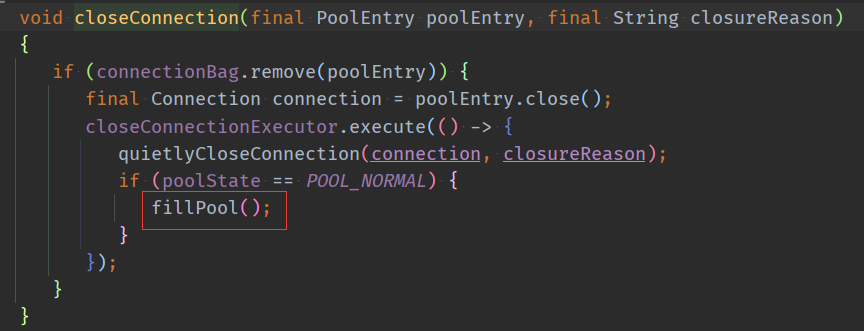 void closeConnection(final PoolEntry poolEntry, final String closureReason)
{
if (connectionBag.remove(poolEntry)) {
final Connection connection = poolEntry.close();
closeConnectionExecutor.execute(() -> {
quietlyCloseConnection(connection, closureReason);
if (poolState == POOL_NORMAL) {
fillPool();
}
});
}
}